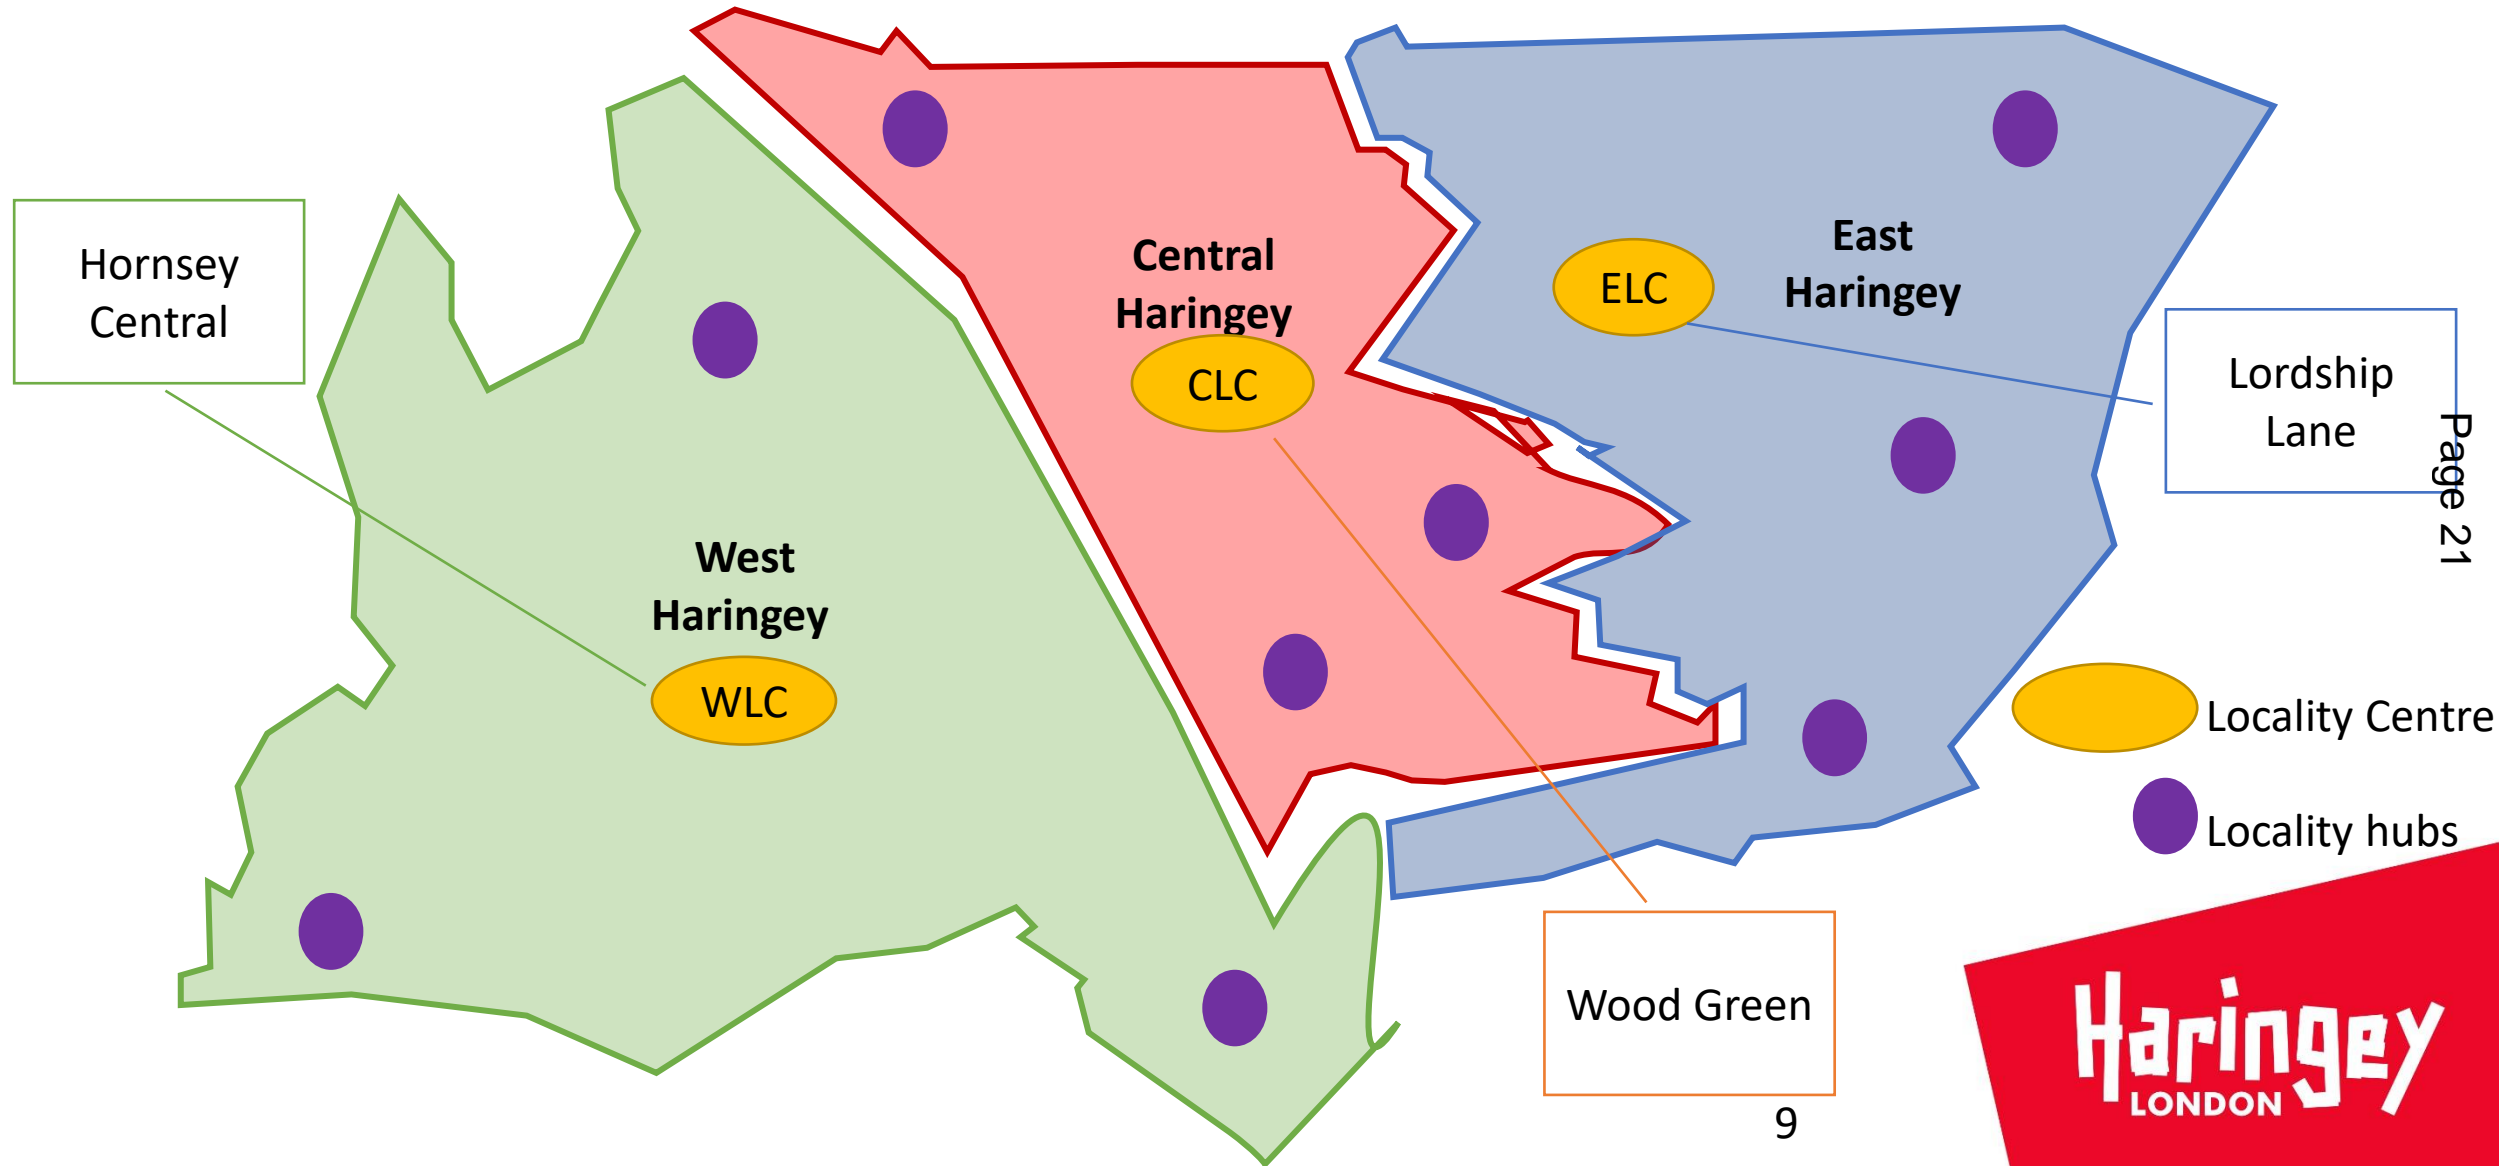 Hornsey
Central
Central
Haringey
CLC
East
Haringey
ELC
Lordship
Lane
Page 21
West
Haringey
WLC
Locality Centre
Locality hubs
Wood Green
9
Haringey
LONDON